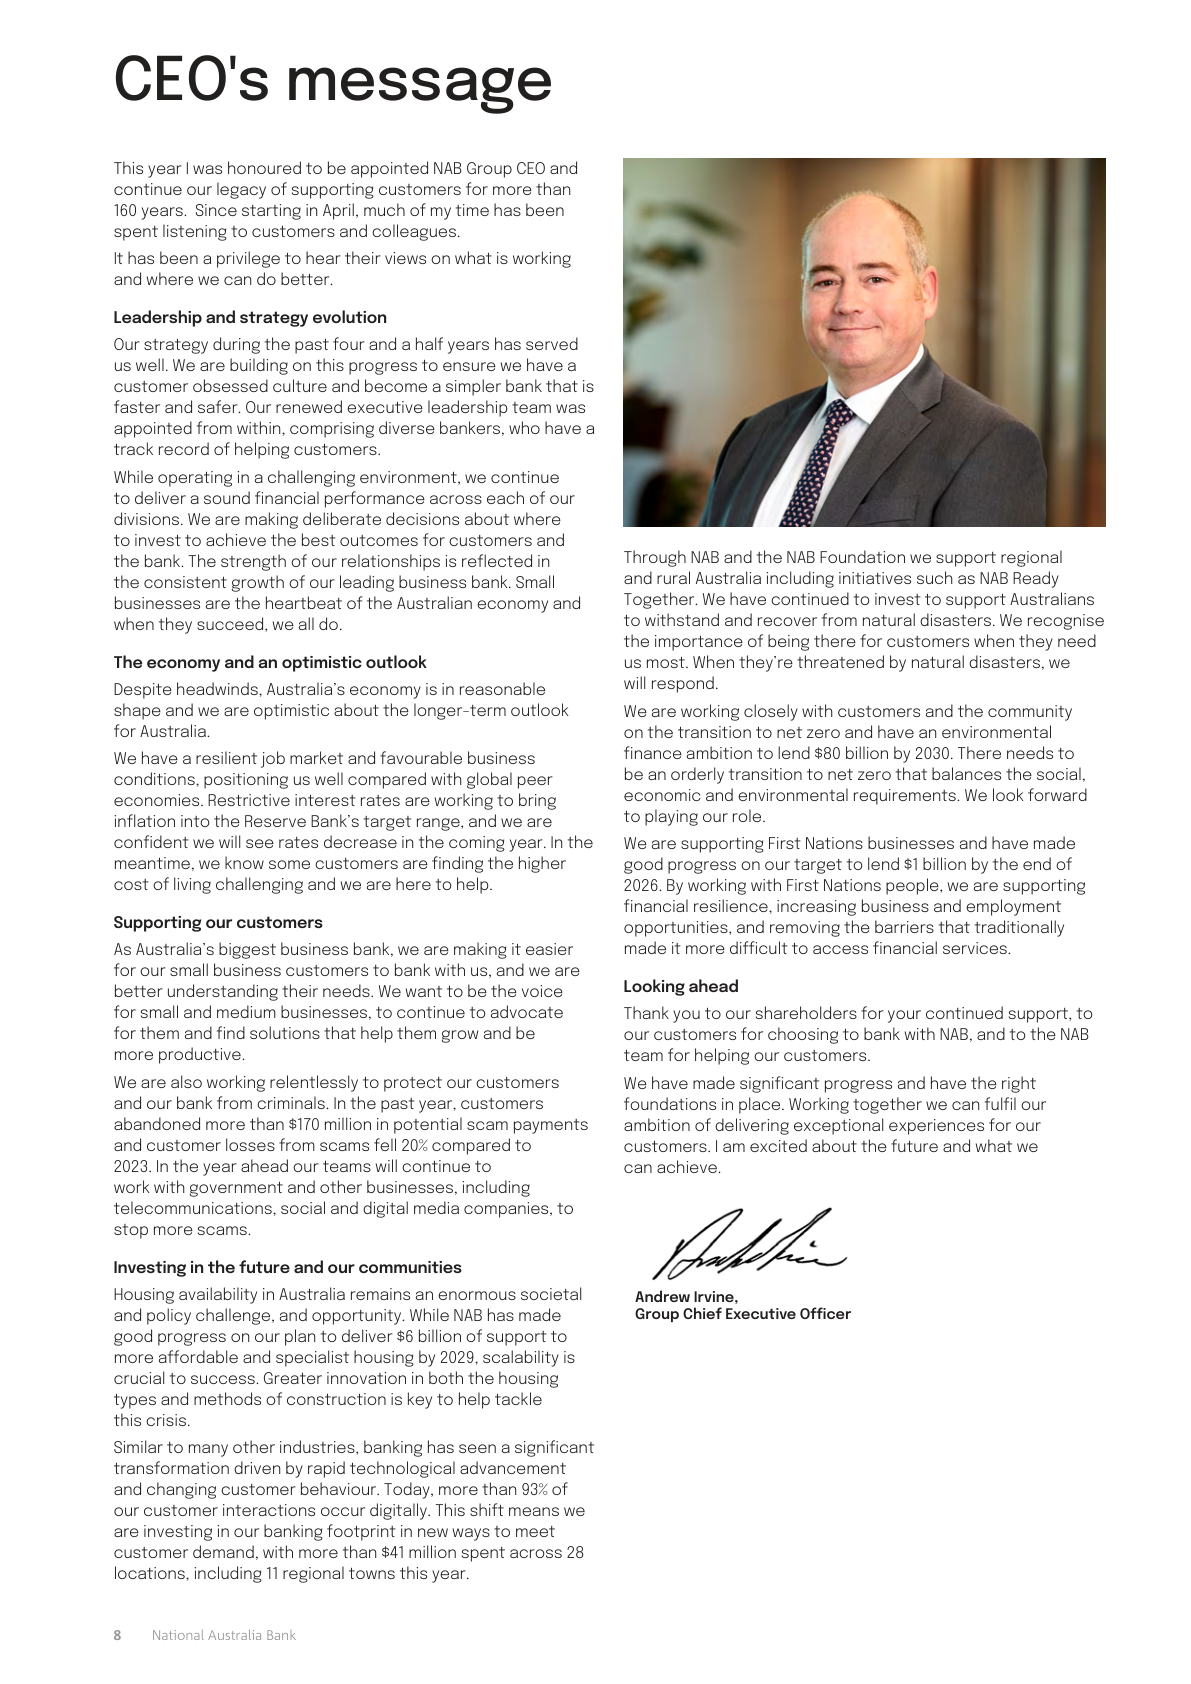 CEO's message
This year I was honoured to be appointed NAB Group CEO and
continue our legacy of supporting customers for more than
160 years.  Since starting in April, much of my time has been
spent listening to customers and colleagues.
It has been a privilege to hear their views on what is working
and where we can do better.
Leadership and strategy evolution
Our strategy during the past four and a half years has served
us well. We are building on this progress to ensure we have a
customer obsessed culture and become a simpler bank that is
faster and safer. Our renewed executive leadership team was
appointed from within, comprising diverse bankers, who have a
track record of helping customers.
While operating in a challenging environment, we continue
to deliver a sound financial performance across each of our
divisions. We are making deliberate decisions about where
to invest to achieve the best outcomes for customers and
the bank. The strength of our relationships is reflected in
the consistent growth of our leading business bank. Small
businesses are the heartbeat of the Australian economy and
when they succeed, we all do.
The economy and an optimistic outlook
Despite headwinds, Australia’s economy is in reasonable
shape and we are optimistic about the longer-term outlook
for Australia.
We have a resilient job market and favourable business
conditions, positioning us well compared with global peer
economies. Restrictive interest rates are working to bring
inflation into the Reserve Bank’s target range, and we are
confident we will see rates decrease in the coming year. In the
meantime, we know some customers are finding the higher
cost of living challenging and we are here to help.
Supporting our customers
As Australia’s biggest business bank, we are making it easier
for our small business customers to bank with us, and we are
better understanding their needs. We want to be the voice
for small and medium businesses, to continue to advocate
for them and find solutions that help them grow and be
more productive.
We are also working relentlessly to protect our customers
and our bank from criminals. In the past year, customers
abandoned more than $170 million in potential scam payments
and customer losses from scams fell 20% compared to
2023. In the year ahead our teams will continue to
work with government and other businesses, including
telecommunications, social and digital media companies, to
stop more scams.
Investing in the future and our communities
Housing availability in Australia remains an enormous societal
and policy challenge, and opportunity. While NAB has made
good progress on our plan to deliver $6 billion of support to
more affordable and specialist housing by 2029, scalability is
crucial to success. Greater innovation in both the housing
types and methods of construction is key to help tackle
this crisis.
Similar to many other industries, banking has seen a significant
transformation driven by rapid technological advancement
and changing customer behaviour. Today, more than 93% of
our customer interactions occur digitally. This shift means we
are investing in our banking footprint in new ways to meet
customer demand, with more than $41 million spent across 28
locations, including 11 regional towns this year.
Through NAB and the NAB Foundation we support regional
and rural Australia including initiatives such as NAB Ready
Together. We have continued to invest to support Australians
to withstand and recover from natural disasters. We recognise
the importance of being there for customers when they need
us most. When they’re threatened by natural disasters, we
will respond.
We are working closely with customers and the community
on the transition to net zero and have an environmental
finance ambition to lend $80 billion by 2030. There needs to
be an orderly transition to net zero that balances the social,
economic and environmental requirements. We look forward
to playing our role.
We are supporting First Nations businesses and have made
good progress on our target to lend $1 billion by the end of
2026. By working with First Nations people, we are supporting
financial resilience, increasing business and employment
opportunities, and removing the barriers that traditionally
made it more difficult to access financial services.
Looking ahead
Thank you to our shareholders for your continued support, to
our customers for choosing to bank with NAB, and to the NAB
team for helping our customers.
We have made significant progress and have the right
foundations in place. Working together we can fulfil our
ambition of delivering exceptional experiences for our
customers. I am excited about the future and what we
can achieve.
Andrew Irvine,
Group Chief Executive Officer
8 National Australia Bank